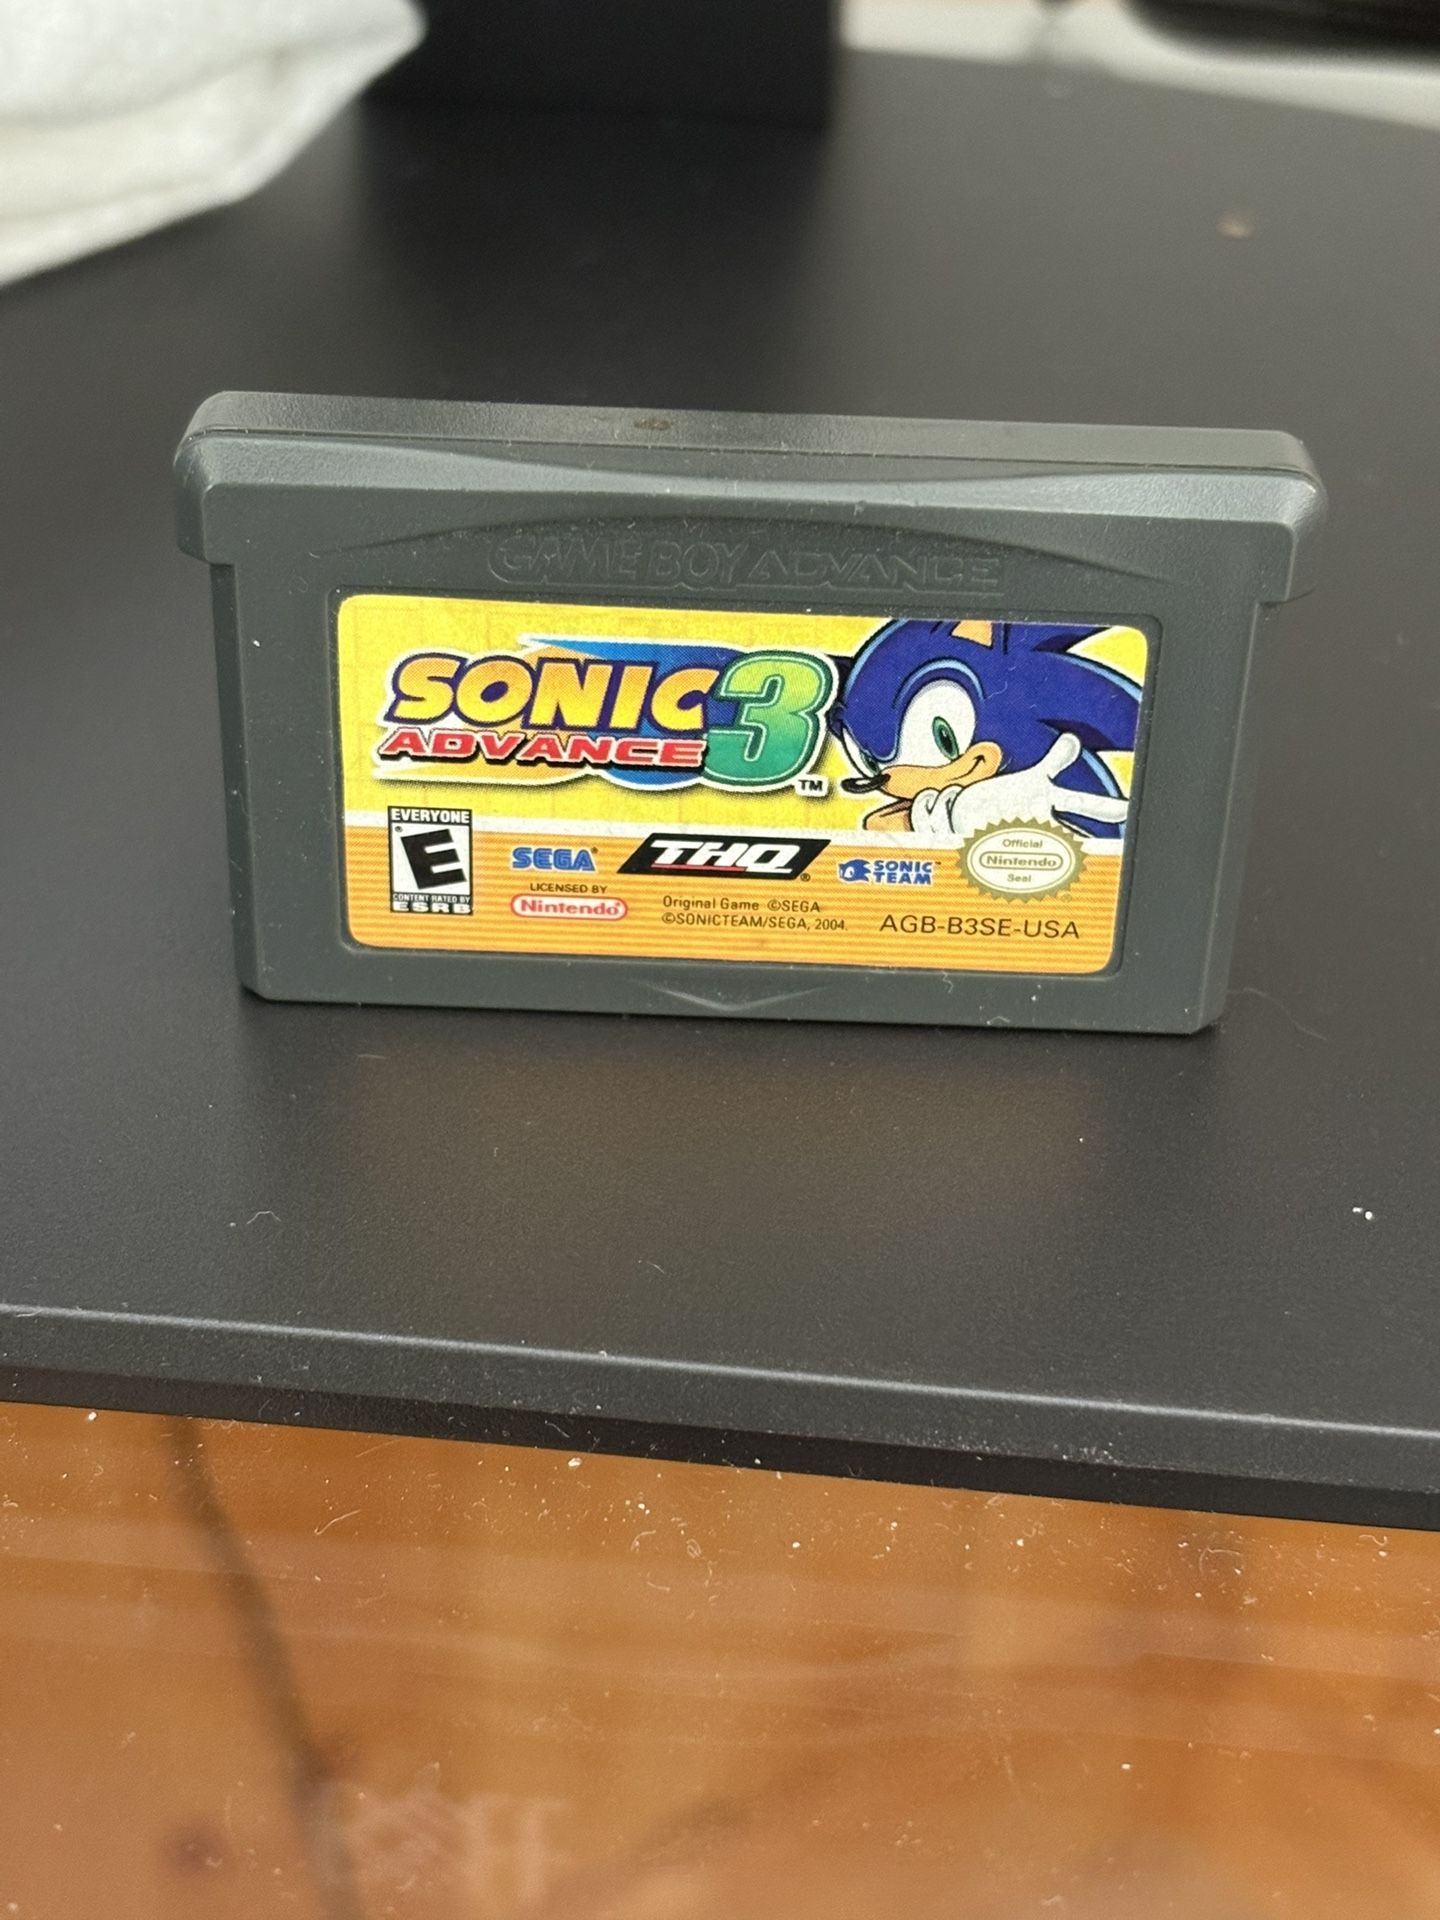 GAME BOY ADVANCE
SONIC 3
ADVANCE
TM
EVERYONE
E
CONTENT RATED BY
ESRB
SEGA®
LICENSED BY
Nintendo®
THQ®
Original Game ©SEGA
©SONICTEAM/SEGA, 2004.
SONIC
TEAM™
Official
Nintendo
Seal
AGB-B3SE-USA